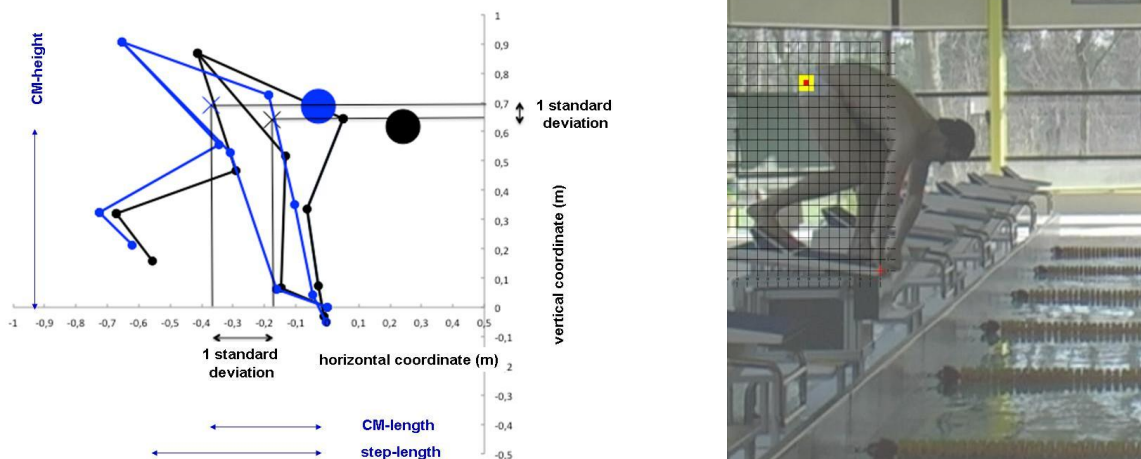 CM-height
1
0,9
0,8
0,7
0,6
0,5
0,4
0,3
0,2
0,1
0
-0,1
2
-0,3
-0,4
-0,5
1 standard
deviation
vertical coordinate (m)
-1 -0,9 -0,8 -0,7 -0,6 -0,5 -0,4 -0,3 -0,2 -0,1 0 0,1 0,2 0,3 0,4 0,5
1 standard
deviation
horizontal coordinate (m)
CM-length
step-length